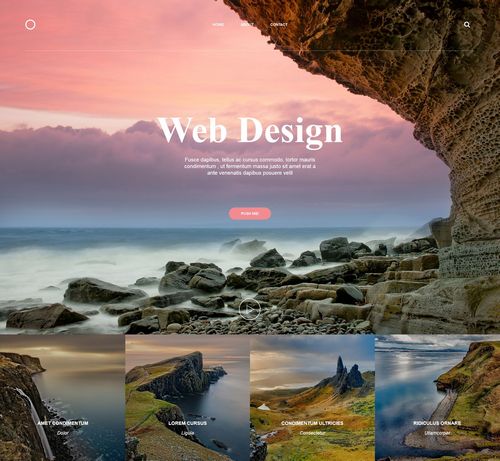 HOME
ABOUT
CONTACT
Web Design
Fusce dapibus, tellus ac cursus commodo, tortor mauris
condimentum , ut fermentum massa justo sit amet erat a
ante venenatis dapibus posuere velit
PUSH ME!
AMET CONDIMENTUM
Dolor
LOREM CURSUS
Ligula
CONDIMENTUM ULTRICIES
Consectetur
RIDICULUS ORNARE
Ullamcorper